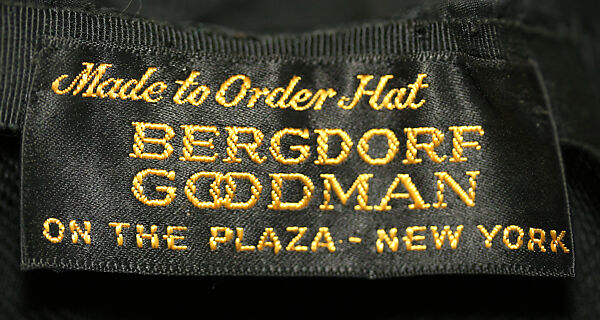 Made to Order Hat
BERGDORF
GOODMAN
ON THE PLAZA - NEW YORK